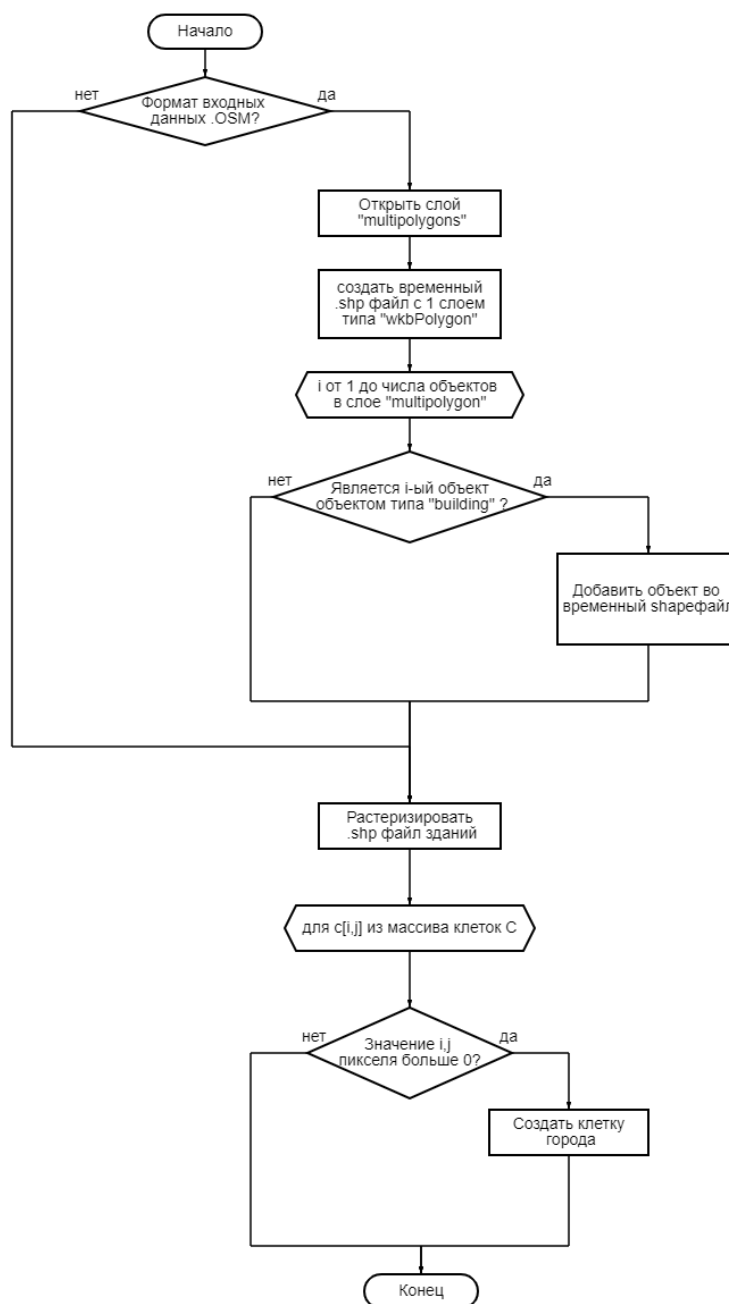 Начало
нет
да
Формат входных
данных .OSM?
Открыть слой
"multipolygons"
создать временный
.shp файл с 1 слоем
типа "wkbPolygon"
i от 1 до числа объектов
в слое "multipolygon"
нет
да
Является i-ый объект
объектом типа "building" ?
Добавить объект во
временный shapeфайл
Растеризировать
.shp файл зданий
для c[i,j] из массива клеток C
нет
да
Значение i,j
пикселя больше 0?
Создать клетку
города
Конец